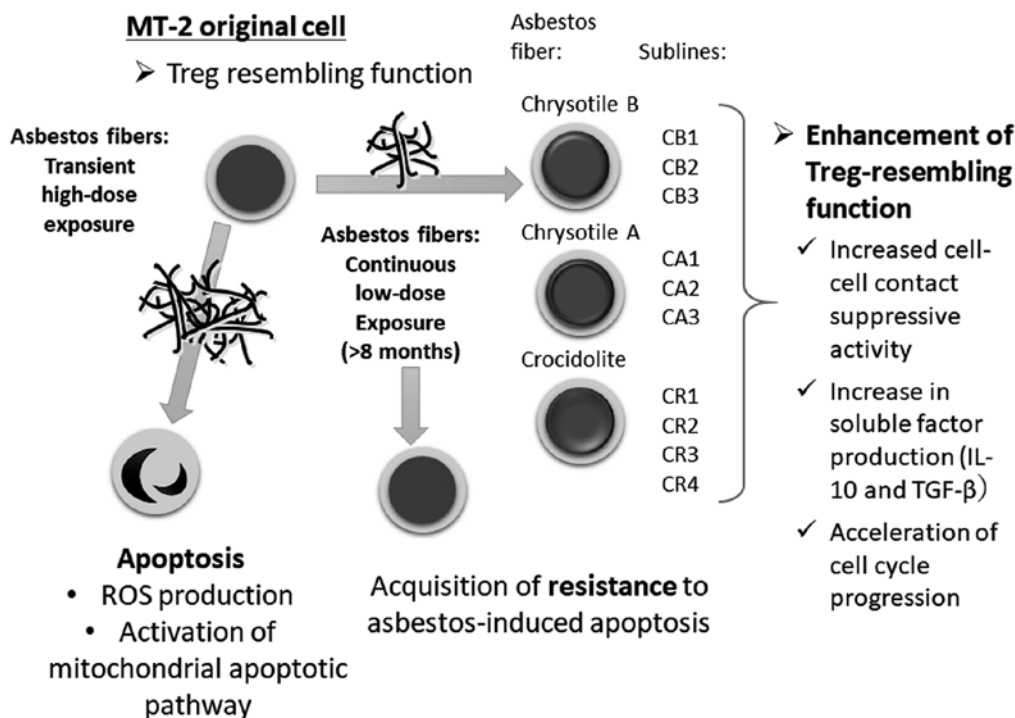 MT-2 original cell
➢ Treg resembling function
Asbestos fibers:
Transient
high-dose
exposure
Apoptosis
• ROS production
• Activation of
mitochondrial apoptotic
pathway
Asbestos fibers:
Continuous
low-dose
Exposure
(>8 months)
Acquisition of resistance to
asbestos-induced apoptosis
Asbestos
fiber:
Sublines:
Chrysotile B
CB1
CB2
CB3
Chrysotile A
CA1
CA2
CA3
Crocidolite
CR1
CR2
CR3
CR4
➢ Enhancement of
Treg-resembling
function
✓ Increased cell-
cell contact
suppressive
activity
✓ Increase in
soluble factor
production (IL-
10 and TGF-β)
✓ Acceleration of
cell cycle
progression